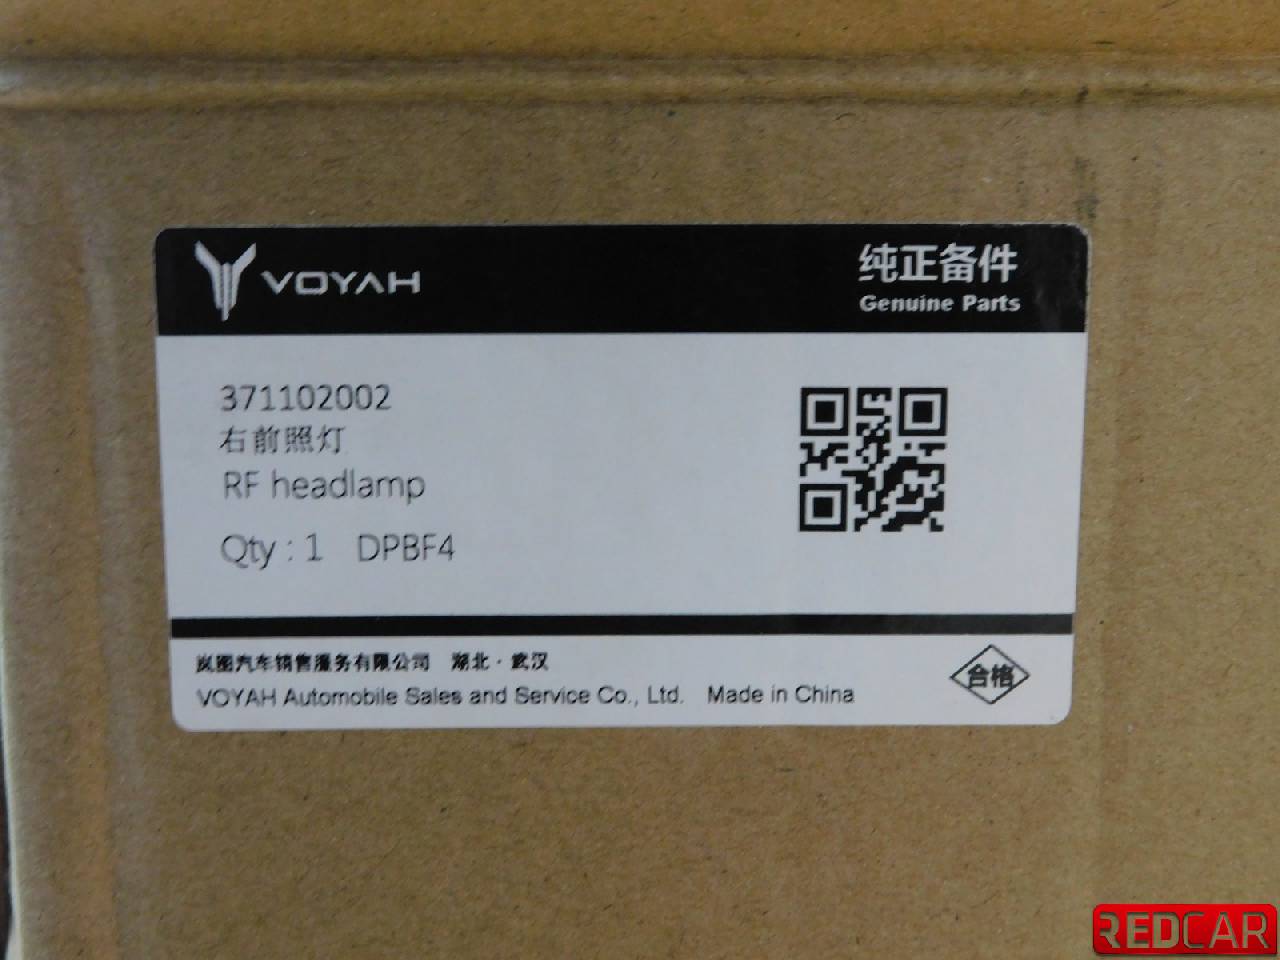 VOYAH
纯正备件
Genuine Parts
371102002
右前照灯
RF headlamp
Qty : 1 DPBF4
岚图汽车销售服务有限公司 湖北·武汉
VOYAH Automobile Sales and Service Co., Ltd. Made in China
合格
REDCAR